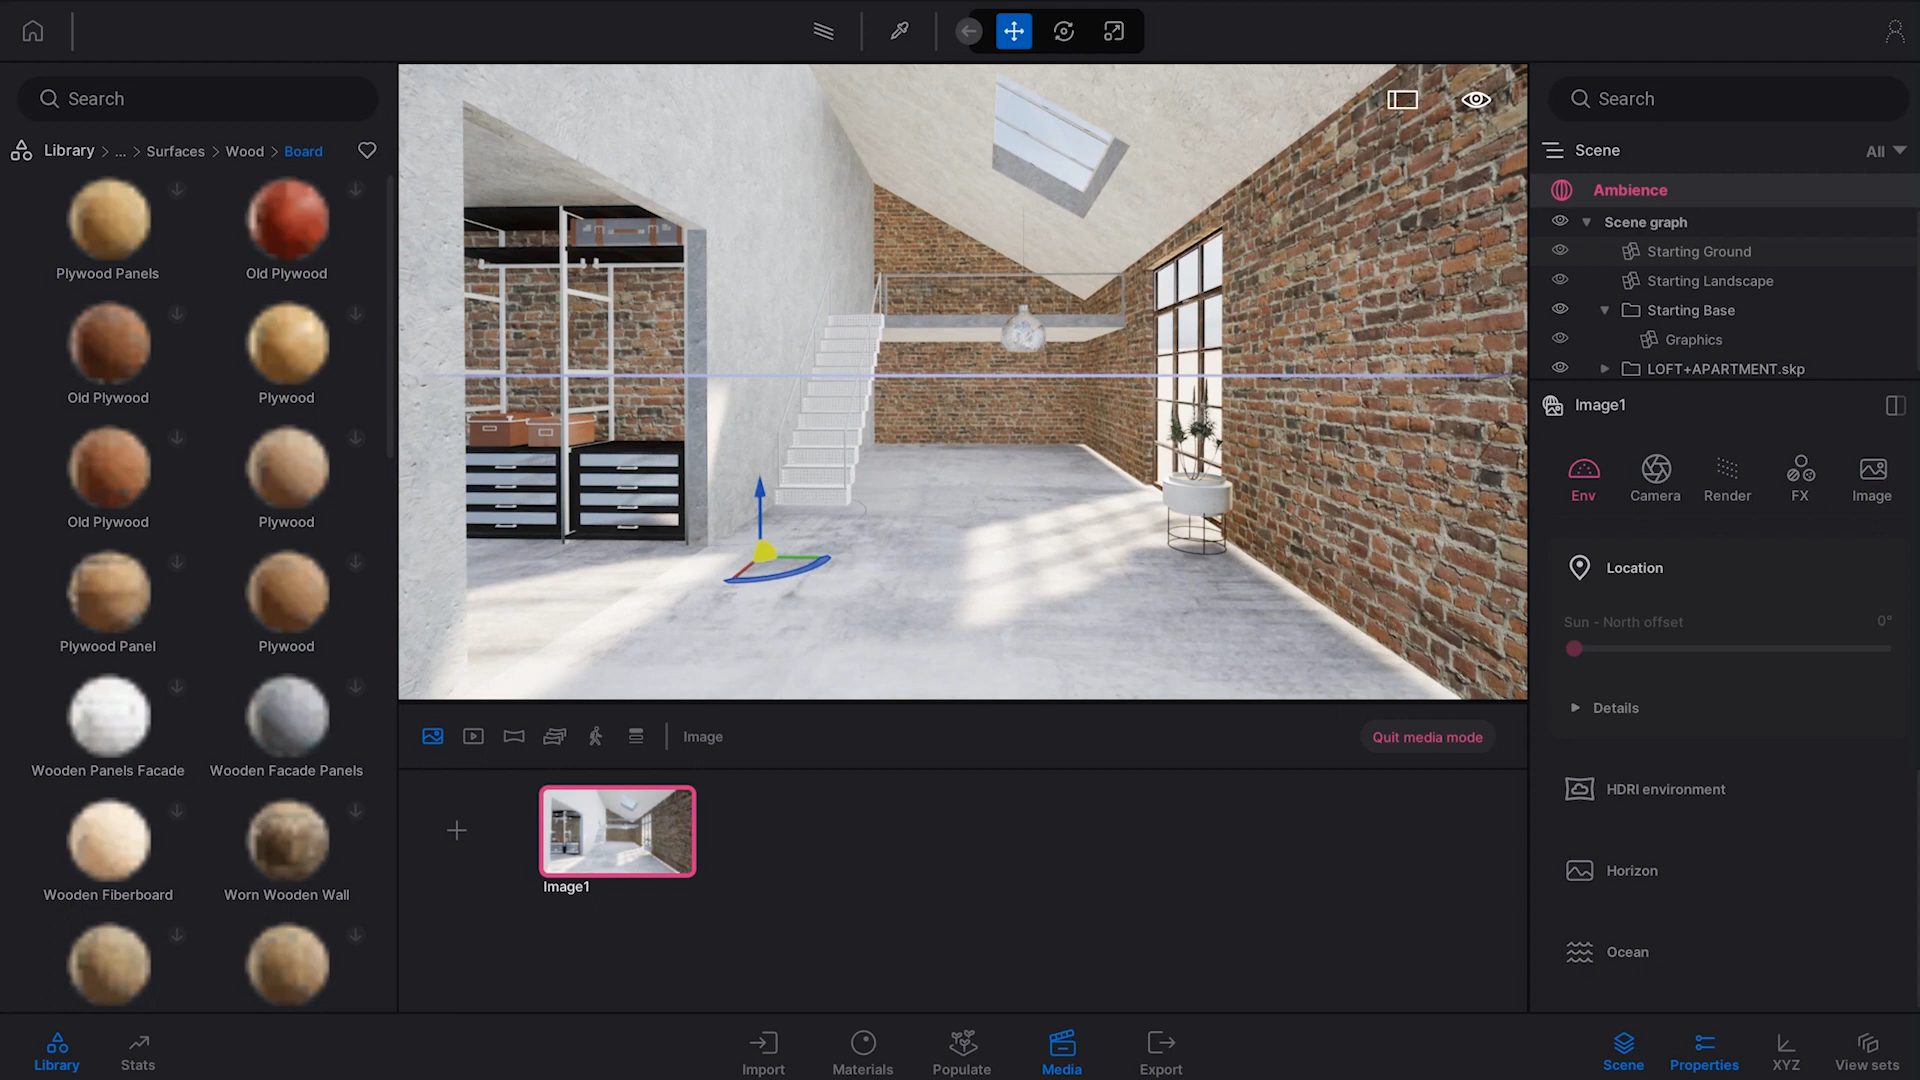 Search
Search
Library > ... > Surfaces > Wood > Board
Scene
All
Ambience
Scene graph
Starting Ground
Starting Landscape
Starting Base
Graphics
LOFT+APARTMENT.skp
Plywood Panels
Old Plywood
Old Plywood
Plywood
Old Plywood
Plywood
Plywood Panel
Plywood
Wooden Panels Facade
Wooden Facade Panels
Wooden Fiberboard
Worn Wooden Wall
Image1
Env
Camera
Render
FX
Image
Location
Sun - North offset
0°
Details
HDRI environment
Horizon
Ocean
Image
Quit media mode
Image1
Library
Stats
Import
Materials
Populate
Media
Export
Scene
Properties
XYZ
View sets